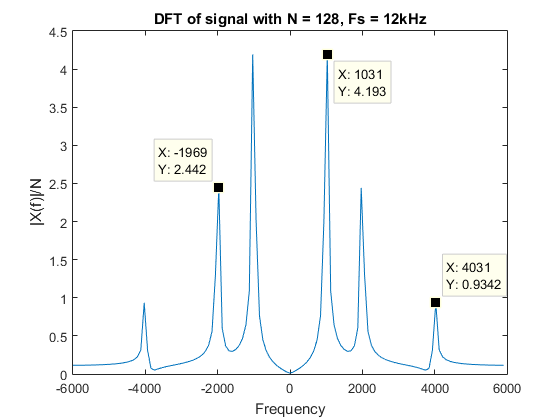 DFT of signal with N = 128, Fs = 12kHz
4.5
4
3.5
3
2.5
2
1.5
1
0.5
0
|X(f)|/N
X: 1031
Y: 4.193
X: -1969
Y: 2.442
X: 4031
Y: 0.9342
-6000 -4000 -2000 0 2000 4000 6000
Frequency